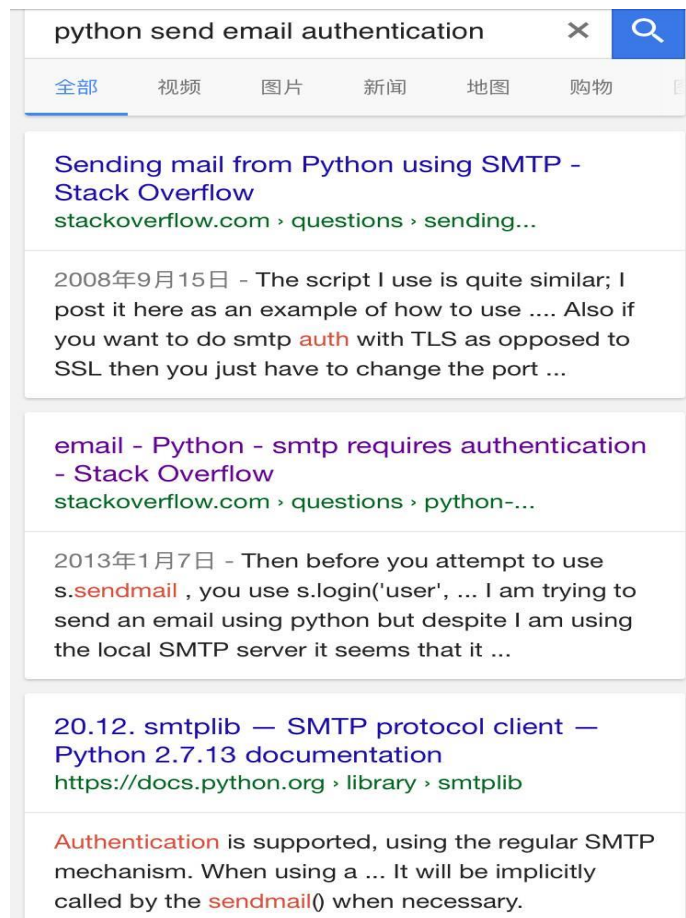 python send email authentication
全部 视频 图片 新闻 地图 购物
Sending mail from Python using SMTP -
Stack Overflow
stackoverflow.com › questions › sending...
2008年9月15日 - The script I use is quite similar; I
post it here as an example of how to use .... Also if
you want to do smtp auth with TLS as opposed to
SSL then you just have to change the port ...
email - Python - smtp requires authentication
- Stack Overflow
stackoverflow.com › questions › python-...
2013年1月7日 - Then before you attempt to use
s.sendmail , you use s.login('user', ... I am trying to
send an email using python but despite I am using
the local SMTP server it seems that it ...
20.12. smtplib — SMTP protocol client —
Python 2.7.13 documentation
https://docs.python.org › library › smtplib
Authentication is supported, using the regular SMTP
mechanism. When using a ... It will be implicitly
called by the sendmail() when necessary.